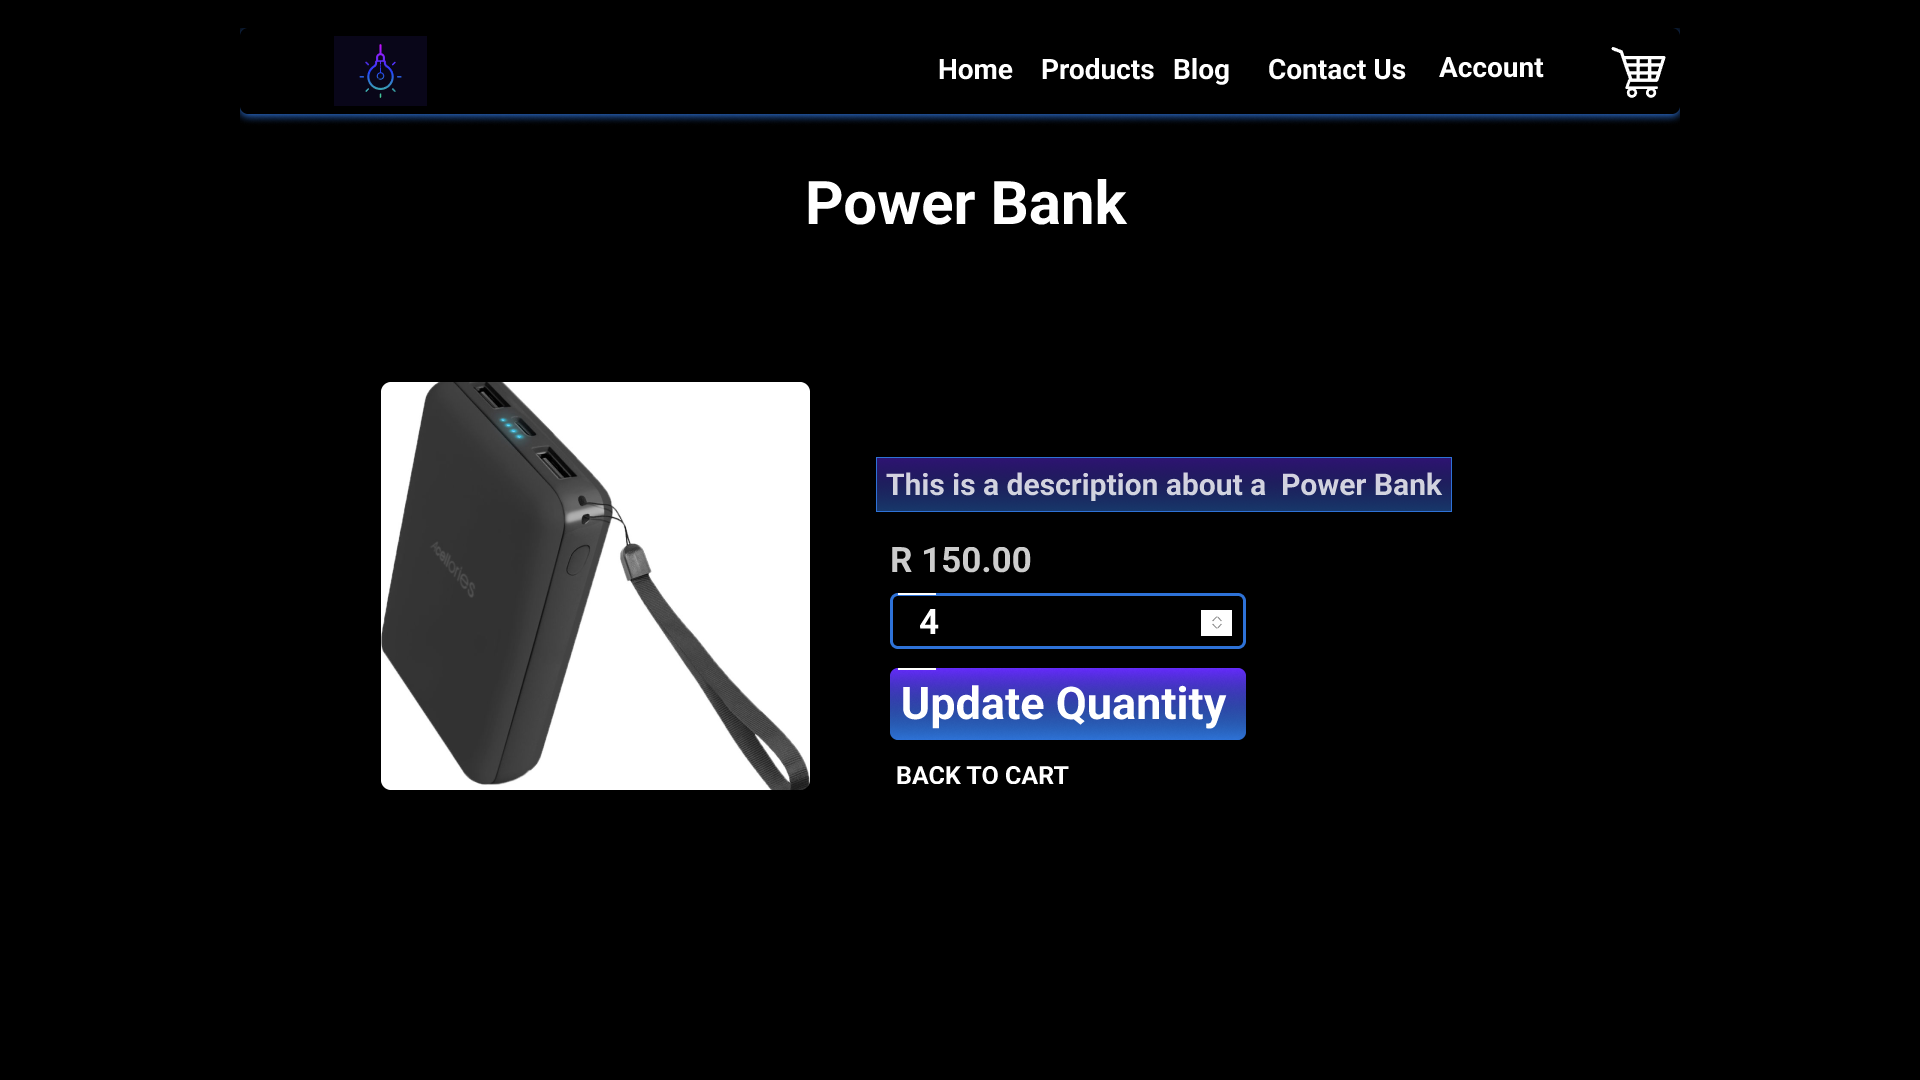 Home Products Blog Contact Us Account
Power Bank
Acellories
This is a description about a Power Bank
R 150.00
4
Update Quantity
BACK TO CART